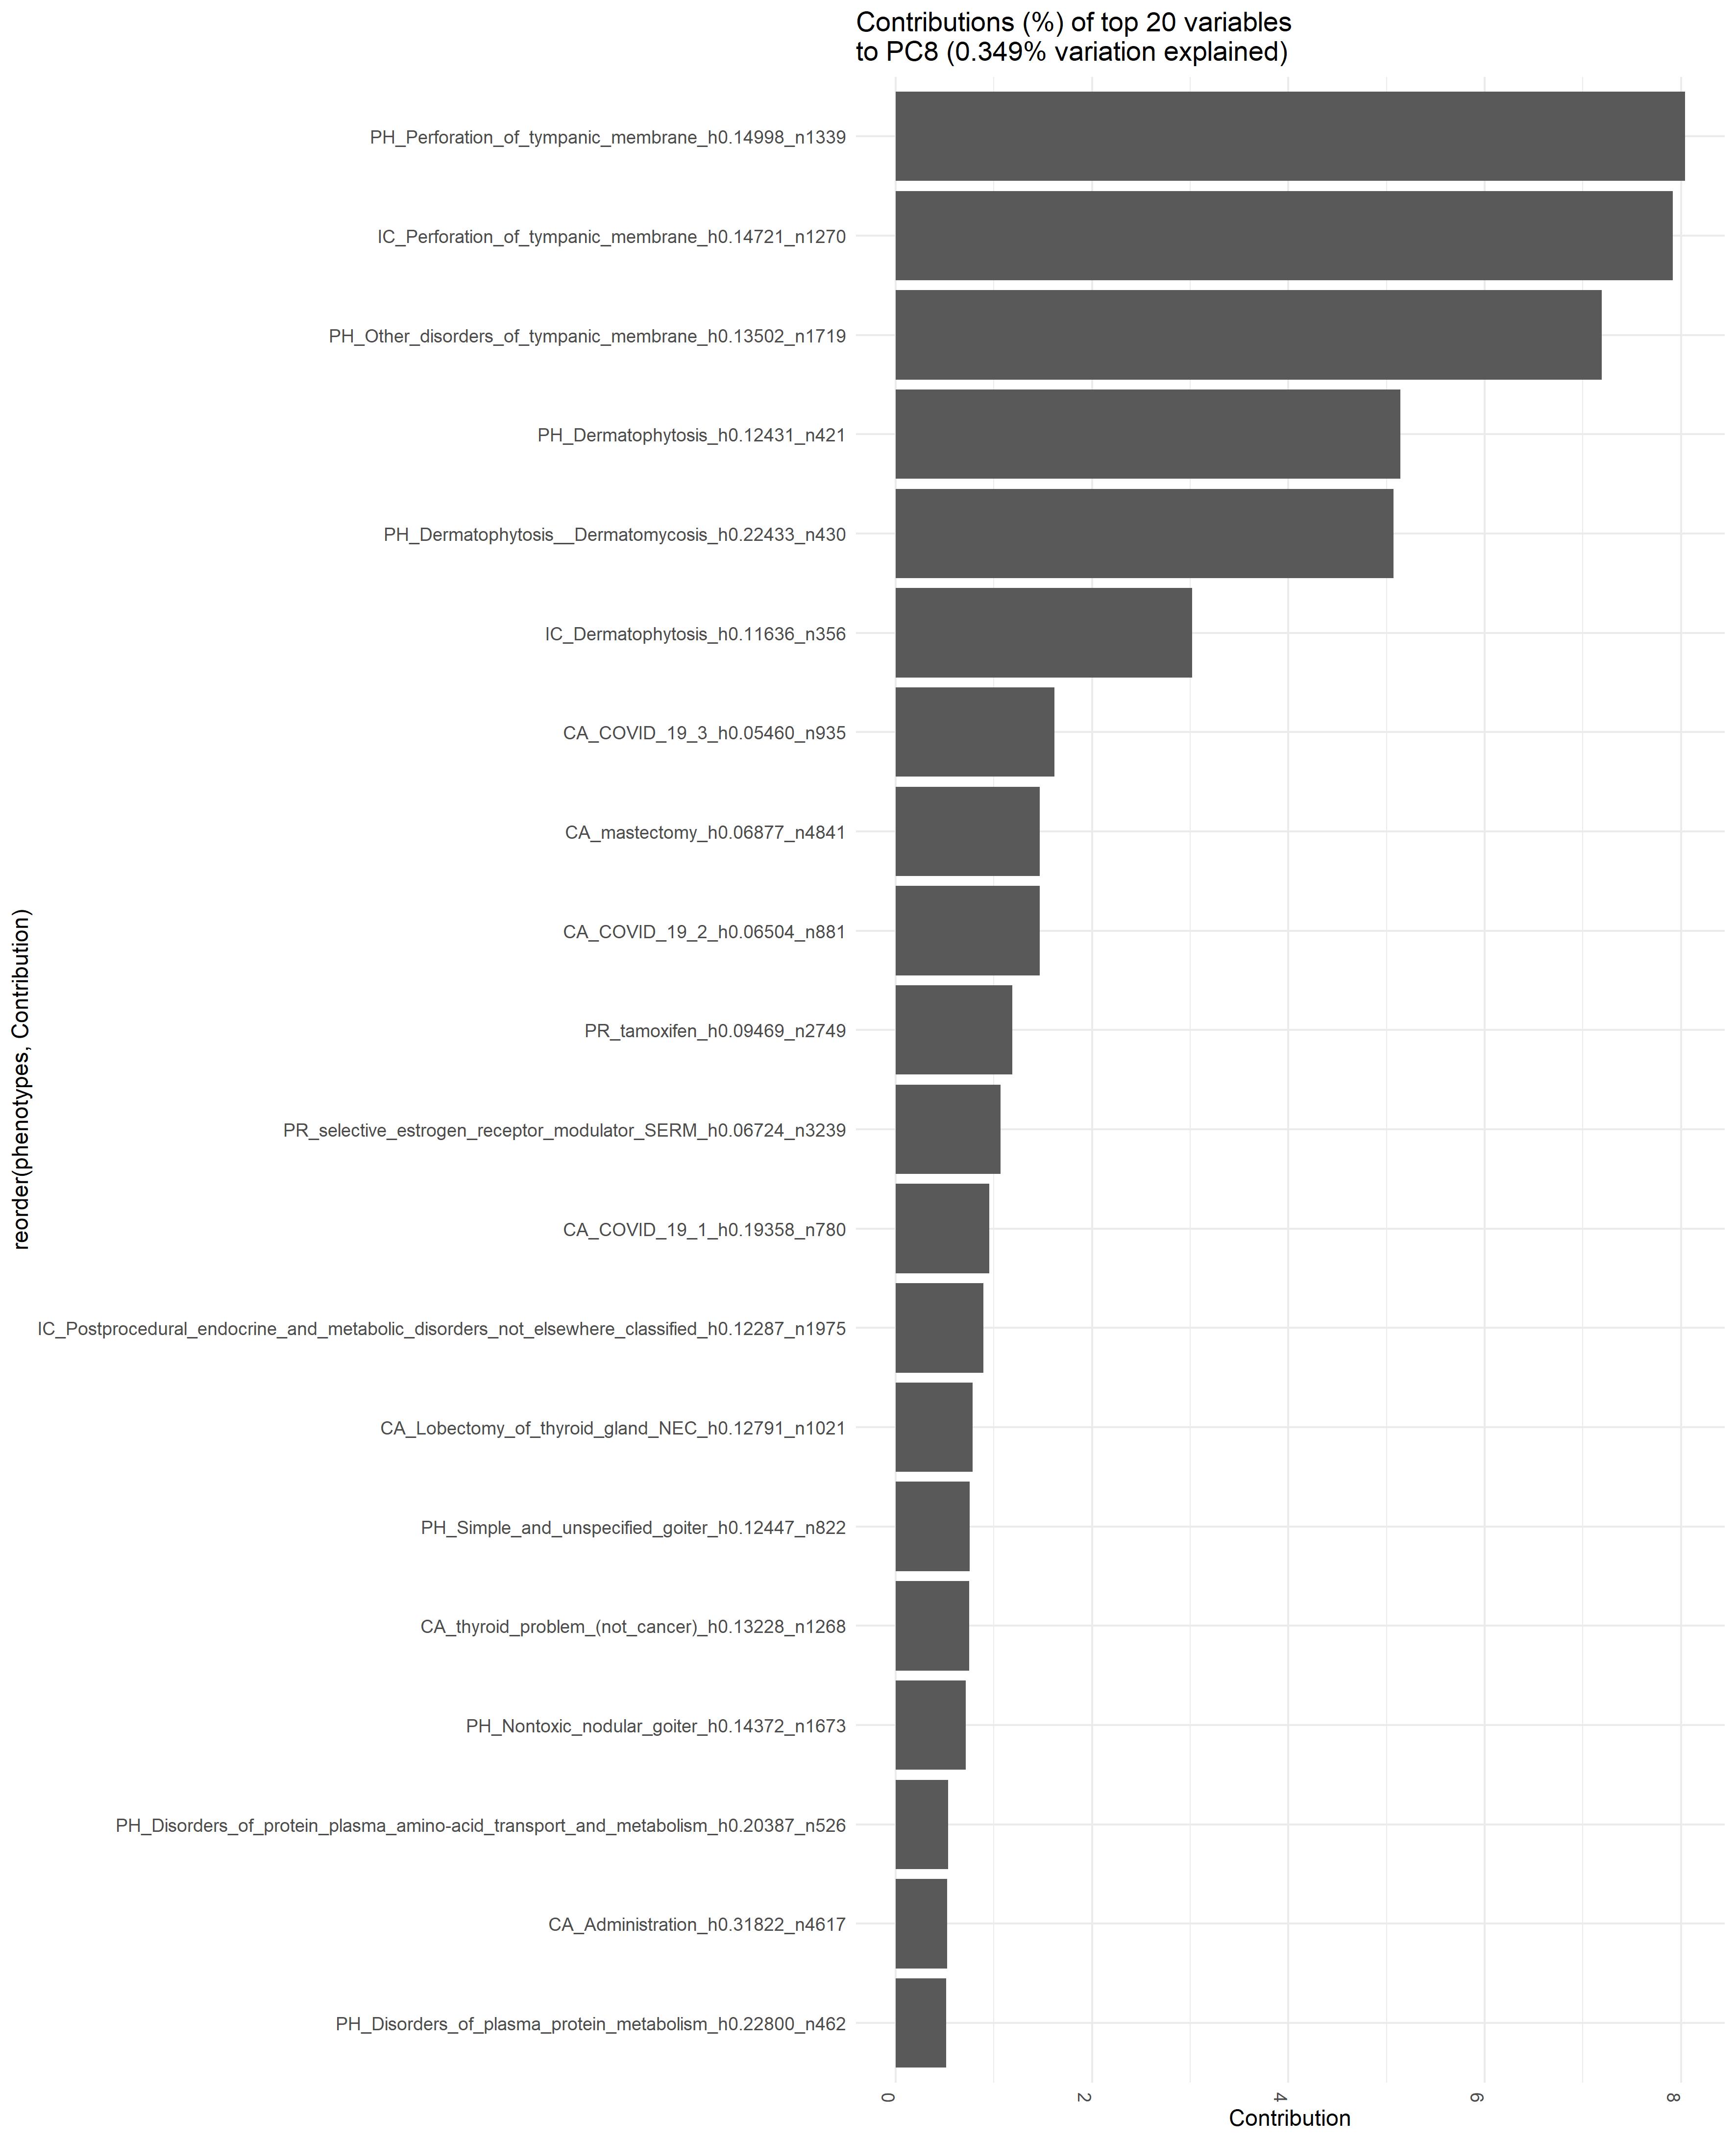 Contributions (%) of top 20 variables
to PC8 (0.349% variation explained)
PH_Perforation_of_tympanic_membrane_h0.14998_n1339
IC_Perforation_of_tympanic_membrane_h0.14721_n1270
PH_Other_disorders_of_tympanic_membrane_h0.13502_n1719
PH_Dermatophytosis_h0.12431_n421
PH_Dermatophytosis__Dermatomycosis_h0.22433_n430
IC_Dermatophytosis_h0.11636_n356
CA_COVID_19_3_h0.05460_n935
CA_mastectomy_h0.06877_n4841
CA_COVID_19_2_h0.06504_n881
PR_tamoxifen_h0.09469_n2749
PR_selective_estrogen_receptor_modulator_SERM_h0.06724_n3239
CA_COVID_19_1_h0.19358_n780
IC_Postprocedural_endocrine_and_metabolic_disorders_not_elsewhere_classified_h0.12287_n1975
CA_Lobectomy_of_thyroid_gland_NEC_h0.12791_n1021
PH_Simple_and_unspecified_goiter_h0.12447_n822
CA_thyroid_problem_(not_cancer)_h0.13228_n1268
PH_Nontoxic_nodular_goiter_h0.14372_n1673
PH_Disorders_of_protein_plasma_amino-acid_transport_and_metabolism_h0.20387_n526
CA_Administration_h0.31822_n4617
PH_Disorders_of_plasma_protein_metabolism_h0.22800_n462
reorder(phenotypes, Contribution)
0 2 4 6 8
Contribution